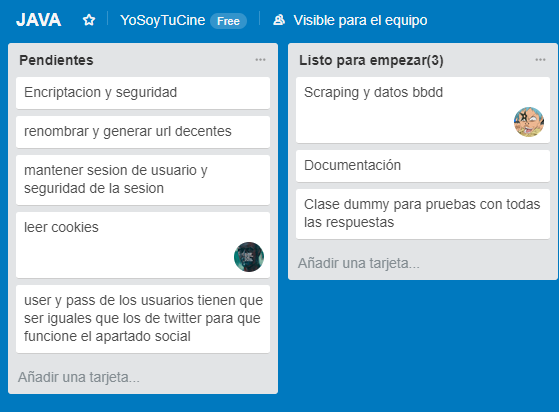 JAVA YoSoyTuCine Free Visible para el equipo
Pendientes
Encriptacion y seguridad
renombrar y generar url decentes
mantener sesion de usuario y
seguridad de la sesion
leer cookies
user y pass de los usuarios tienen que
ser iguales que los de twitter para que
funcione el apartado social
Añadir una tarjeta...
Listo para empezar(3)
Scraping y datos bbdd
Documentación
Clase dummy para pruebas con todas
las respuestas
Añadir una tarjeta...